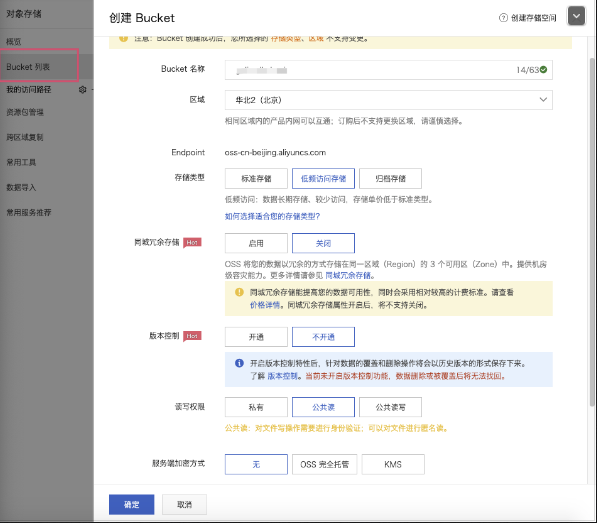 对象存储
概览
Bucket 列表
我的访问路径
资源包管理
跨区域复制
常用工具
数据导入
常用服务推荐
创建 Bucket
创建存储空间
注意：Bucket 创建成功后，您所选择的 存储类型、区域 不支持变更。
Bucket 名称
14/63
区域
华北2（北京）
相同区域内的产品内网可以互通；订购后不支持更换区域，请谨慎选择。
Endpoint
oss-cn-beijing.aliyuncs.com
存储类型
标准存储
低频访问存储
归档存储
低频访问：数据长期存储、较少访问，存储单价低于标准类型。
如何选择适合您的存储类型？
同城冗余存储 Hot
启用
关闭
OSS 将您的数据以冗余的方式存储在同一区域（Region）的 3 个可用区（Zone）中。提供机房
级容灾能力。更多详情请参见 同城冗余存储。
同城冗余存储能提高您的数据可用性，同时会采用相对较高的计费标准。请查看
价格详情。同城冗余存储属性开启后，将不支持关闭。
版本控制 Hot
开通
不开通
开启版本控制特性后，针对数据的覆盖和删除操作将会以历史版本的形式保存下来。
了解 版本控制。当前未开启版本控制功能，数据删除或被覆盖后将无法找回。
读写权限
私有
公共读
公共读写
公共读：对文件写操作需要进行身份验证；可以对文件进行匿名读。
服务端加密方式
无
OSS 完全托管
KMS
确定
取消